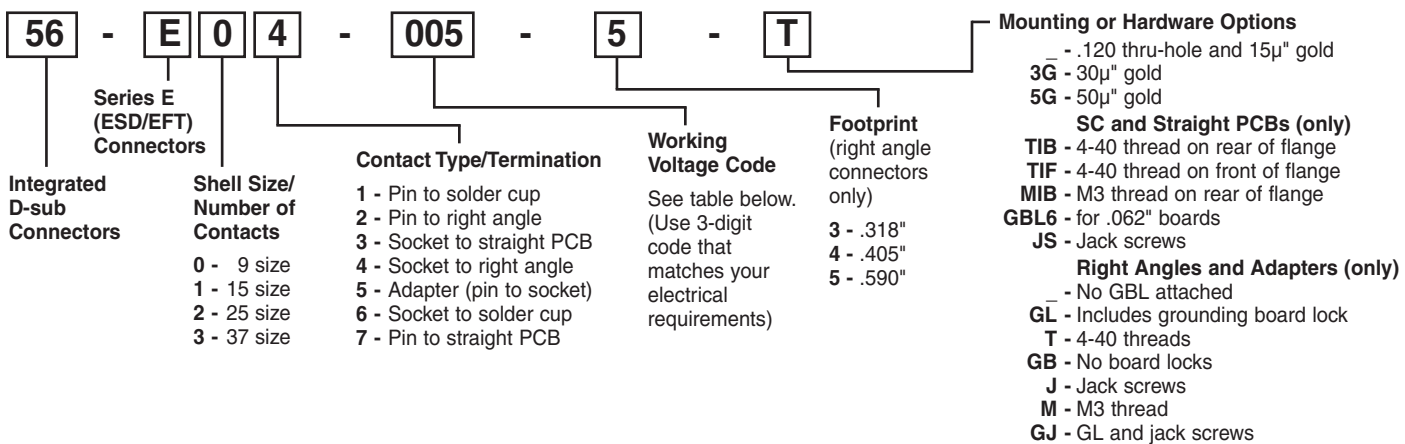 56 - E 0 4 - 005 - 5 - T
Integrated
D-sub
Connectors
Series E
(ESD/EFT)
Connectors
Shell Size/
Number of
Contacts
0 - 9 size
1 - 15 size
2 - 25 size
3 - 37 size
Contact Type/Termination
1 - Pin to solder cup
2 - Pin to right angle
3 - Socket to straight PCB
4 - Socket to right angle
5 - Adapter (pin to socket)
6 - Socket to solder cup
7 - Pin to straight PCB
Working
Voltage Code
See table below.
(Use 3-digit
code that
matches your
electrical
requirements)
Footprint
(right angle
connectors
only)
3 - .318"
4 - .405"
5 - .590"
Mounting or Hardware Options
_ - .120 thru-hole and 15µ" gold
3G - 30µ" gold
5G - 50µ" gold
SC and Straight PCBs (only)
TIB - 4-40 thread on rear of flange
TIF - 4-40 thread on front of flange
MIB - M3 thread on rear of flange
GBL6 - for .062" boards
JS - Jack screws
Right Angles and Adapters (only)
_ - No GBL attached
GL - Includes grounding board lock
T - 4-40 threads
GB - No board locks
J - Jack screws
M - M3 thread
GJ - GL and jack screws